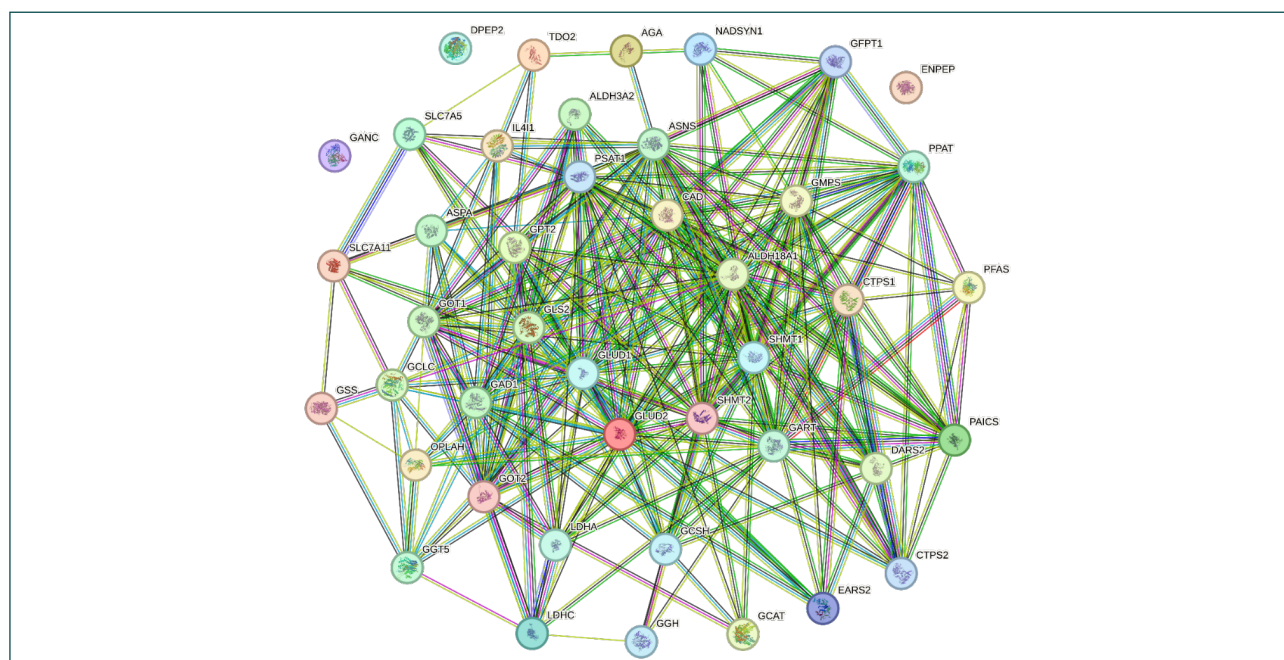 DPEP2
TDO2
AGA
NADSYN1
GFPT1
ENPEP
ALDH3A2
SLC7A5
IL4I1
ASNS
GANC
PSAT1
PPAT
CAD
GMPS
ASPA
GPT2
SLC7A11
ALDH18A1
CTPS1
PFAS
GOT1
GLS2
SHMT1
GLUD1
GCLC
GAD1
GSS
GLUD2
SHMT2
GART
PAICS
DARS2
OPLAH
GOT2
LDHA
GCSH
GGT5
CTPS2
EARS2
LDHC
GGH
GCAT